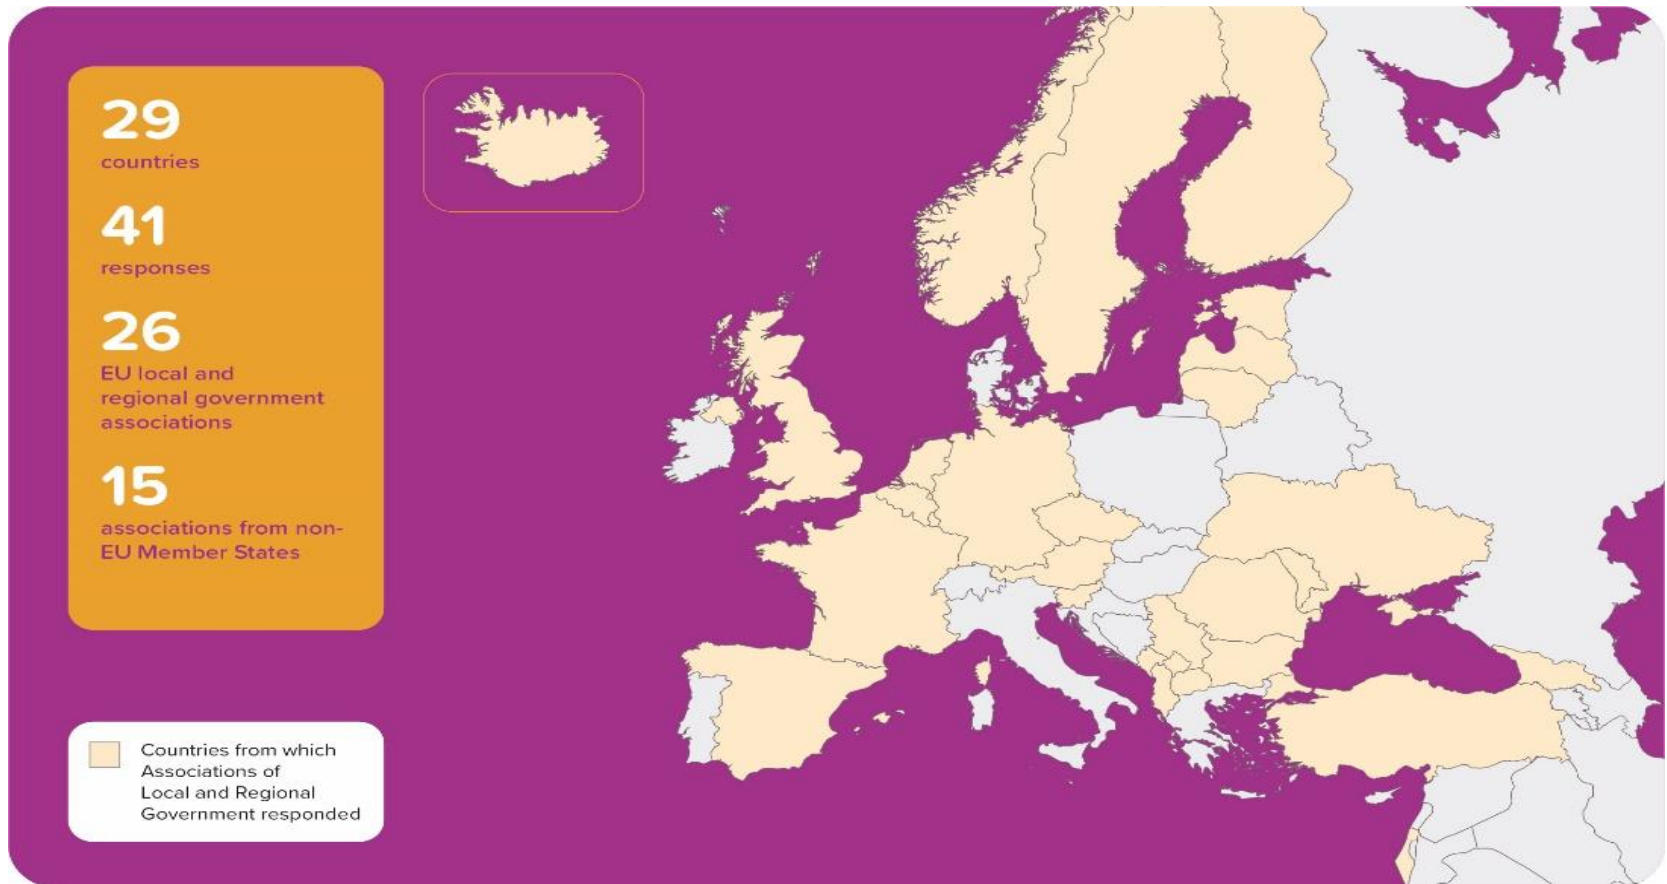 29
countries
41
responses
26
EU local and
regional government
associations
15
associations from non-
EU Member States
Countries from which
Associations of
Local and Regional
Government responded